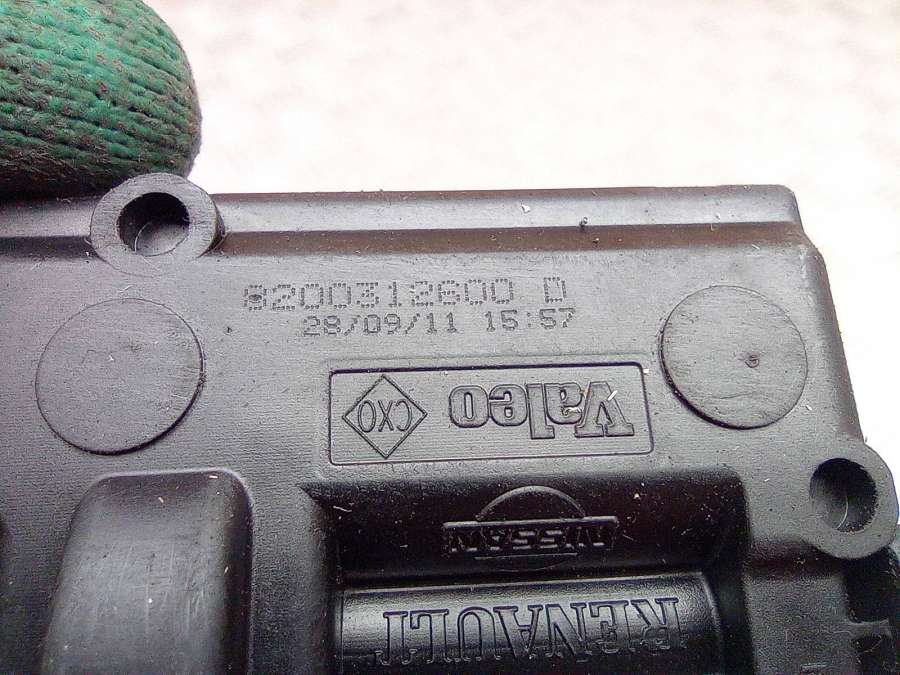 8200312600 D
28/09/11 15:57
Valeo CXO
NISSAN
RENAULT